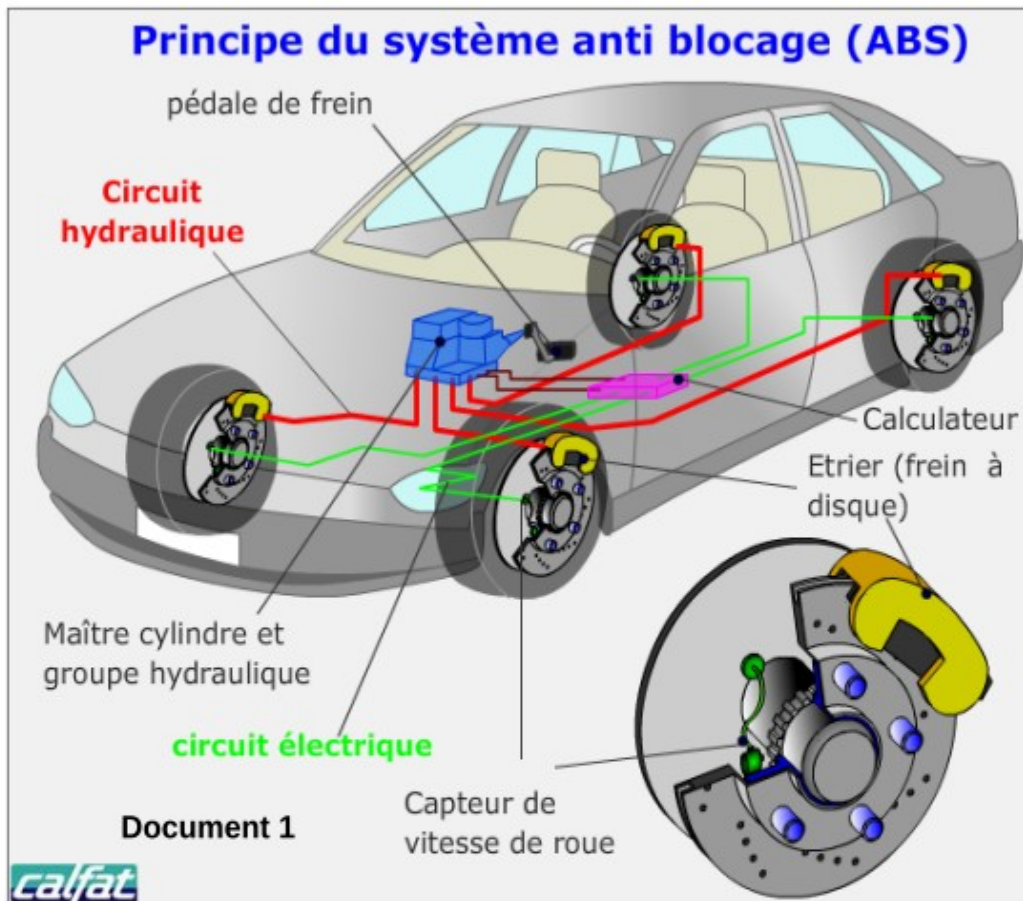 Principe du système anti blocage (ABS)
pédale de frein
Circuit
hydraulique
Calculateur
Etrier (frein à
disque)
Maître cylindre et
groupe hydraulique
circuit électrique
Capteur de
vitesse de roue
Document 1
calfat